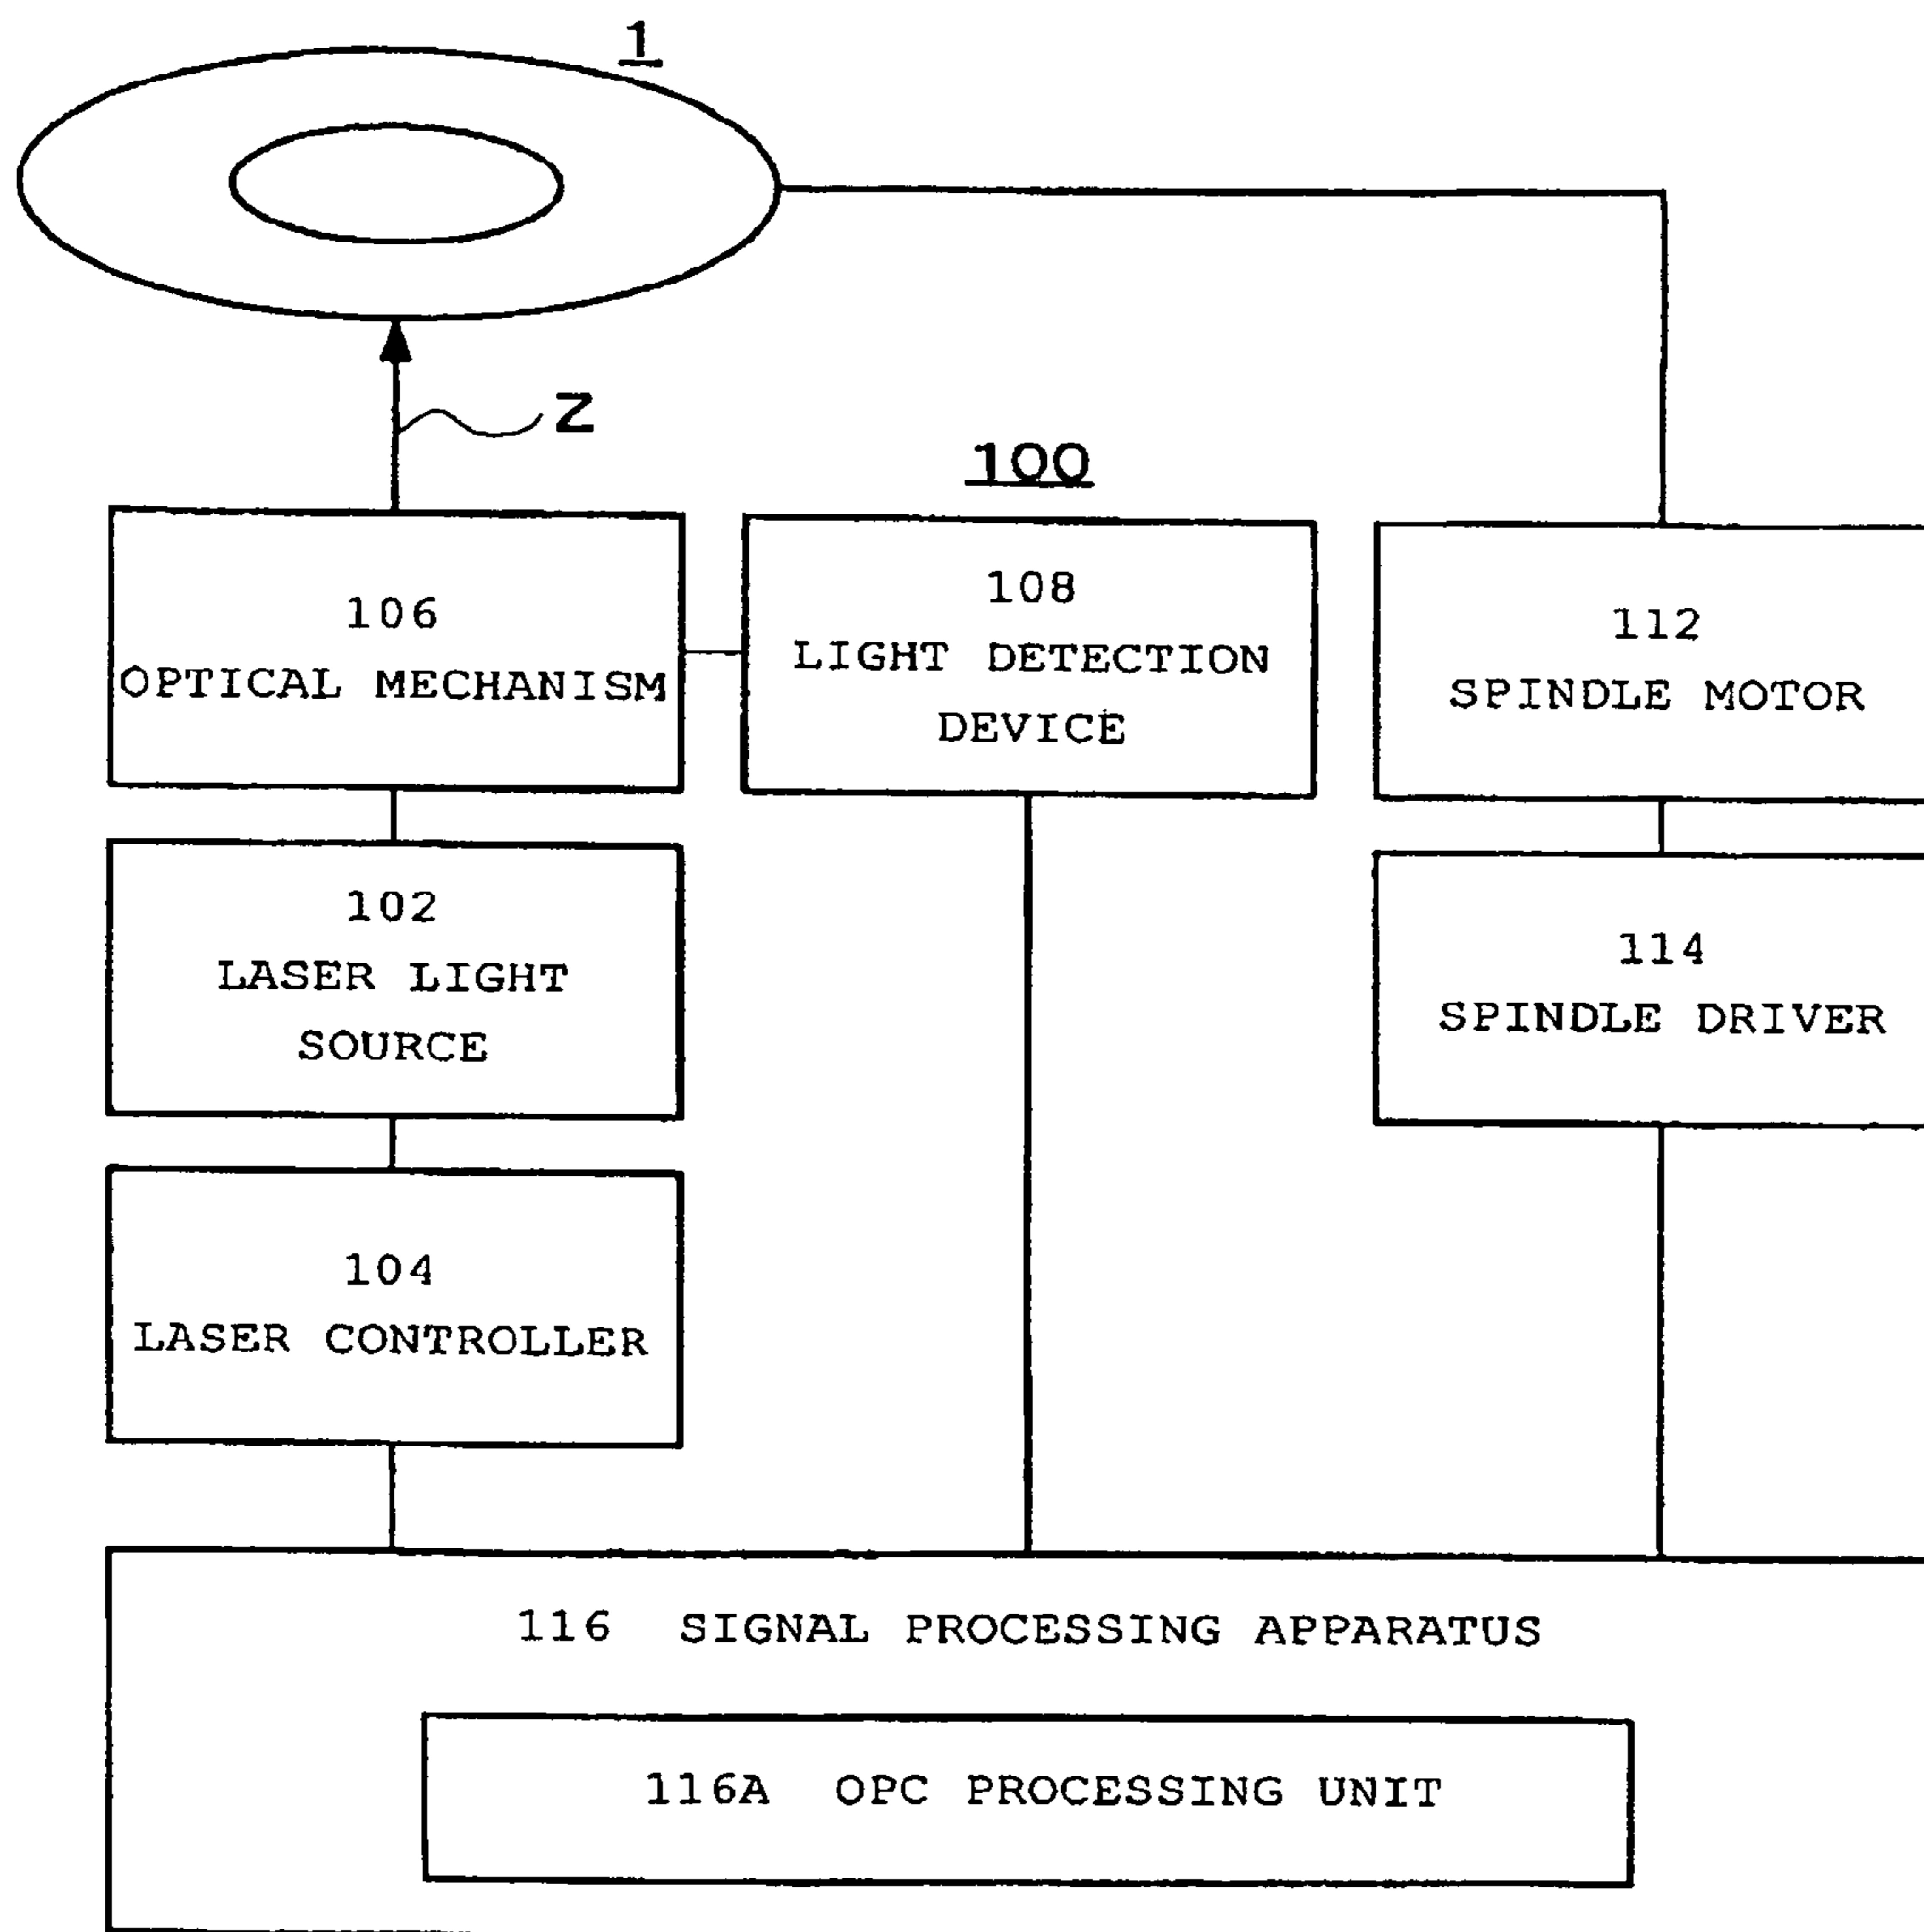 1
Z
100
106
OPTICAL MECHANISM
108
LIGHT DETECTION
DEVICE
112
SPINDLE MOTOR
102
LASER LIGHT
SOURCE
114
SPINDLE DRIVER
104
LASER CONTROLLER
116 SIGNAL PROCESSING APPARATUS
116A OPC PROCESSING UNIT